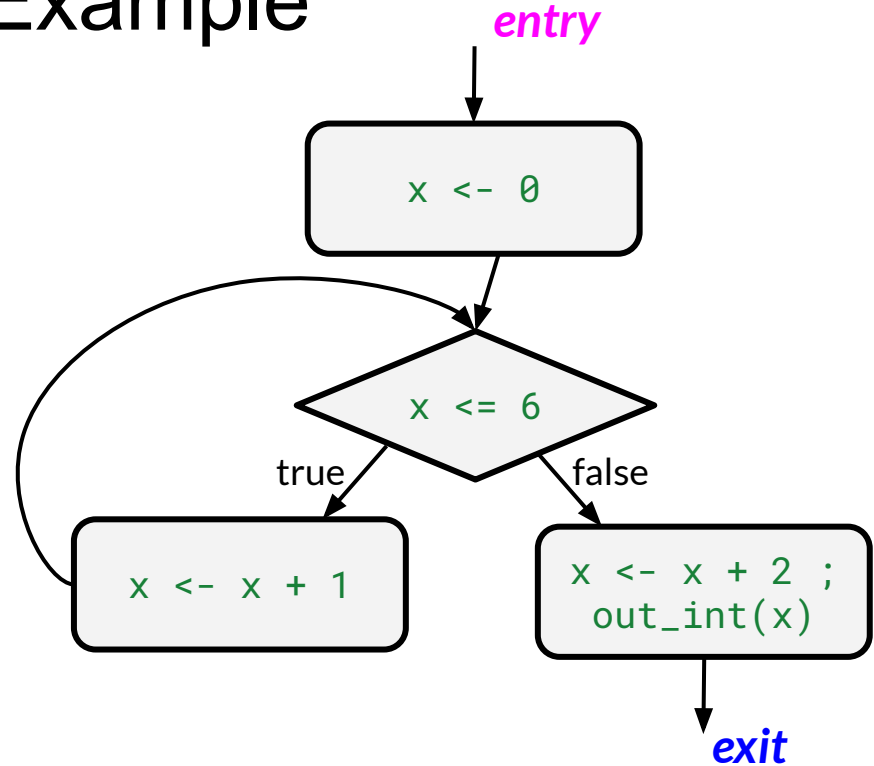 Example
entry
x <- 0
x <= 6
true
false
x <- x + 1
x <- x + 2 ;
out_int(x)
exit